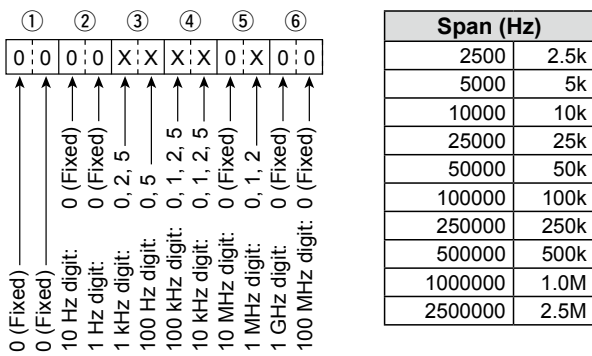 ① ② ③ ④ ⑤ ⑥
0 0 0 0 X X X X 0 X 0 0
0 (Fixed)
0 (Fixed)
10 Hz digit: 0 (Fixed)
1 Hz digit: 0 (Fixed)
1 kHz digit: 0, 2, 5
100 Hz digit: 0, 5
100 kHz digit: 0, 1, 2, 5
10 kHz digit: 0, 1, 2, 5
10 MHz digit: 0 (Fixed)
1 MHz digit: 0, 1, 2
1 GHz digit: 0 (Fixed)
100 MHz digit: 0 (Fixed)
Span (Hz)
2500 2.5k
5000 5k
10000 10k
25000 25k
50000 50k
100000 100k
250000 250k
500000 500k
1000000 1.0M
2500000 2.5M